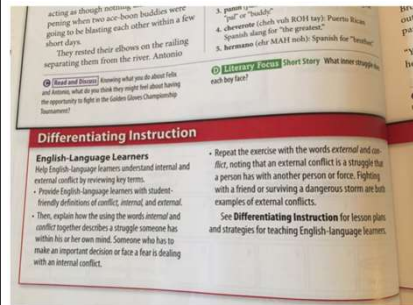 acting as though nothing
pening when two ace-boon buddies were
going to be blasting each other within a few
short days.
They rested their elbows on the railing
separating them from the river. Antonio
C Read and Discuss Knowing what you do about Felix
and Antonio, what do you think they might feel about having
the opportunity to fight in the Golden Gloves Championship
Tournament?
3. panin
"pal" or "buddy."
4. cheverote (cheh vuh ROH tay): Puerto Rican
Spanish slang for "the greatest."
5. hermano (ehr MAH noh): Spanish for "brother."
D Literary Focus Short Story What inner struggle
each boy face?
Differentiating Instruction
English-Language Learners
Help English-language learners understand internal and
external conflict by reviewing key terms.
• Provide English-language learners with student-
friendly definitions of conflict, internal, and external.
• Then, explain how the using the words internal and
conflict together describes a struggle someone has
within his or her own mind. Someone who has to
make an important decision or face a fear is dealing
with an internal conflict.
• Repeat the exercise with the words external and con-
flict, noting that an external conflict is a struggle that
a person has with another person or force. Fighting
with a friend or surviving a dangerous storm are both
examples of external conflicts.
See Differentiating Instruction for lesson plans
and strategies for teaching English-language learners.